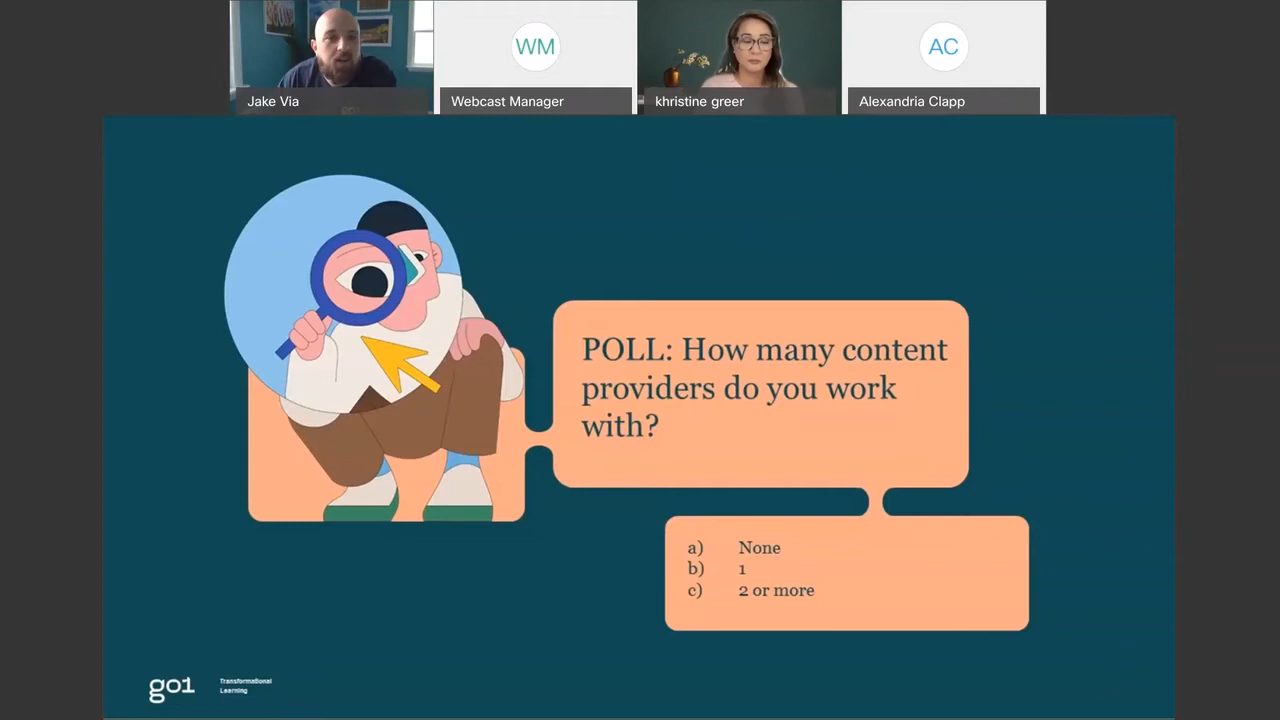 WM
AC
Jake Via
Webcast Manager
khristine greer
Alexandria Clapp
POLL: How many content
providers do you work
with?
a) None
b) 1
c) 2 or more
go1
Transformational
Learning